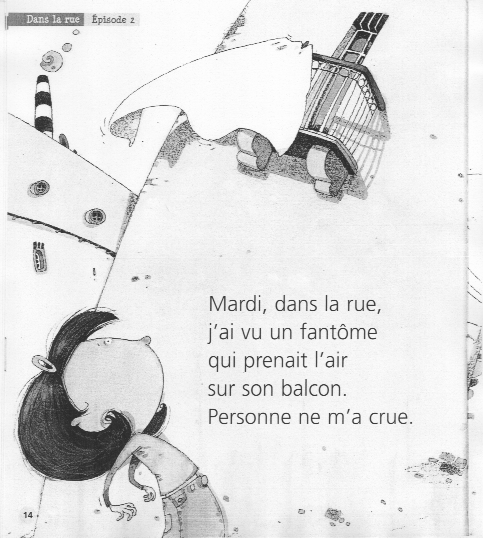 Dans la rue Épisode 2
Mardi, dans la rue,
j'ai vu un fantôme
qui prenait l'air
sur son balcon.
Personne ne m'a crue.
14